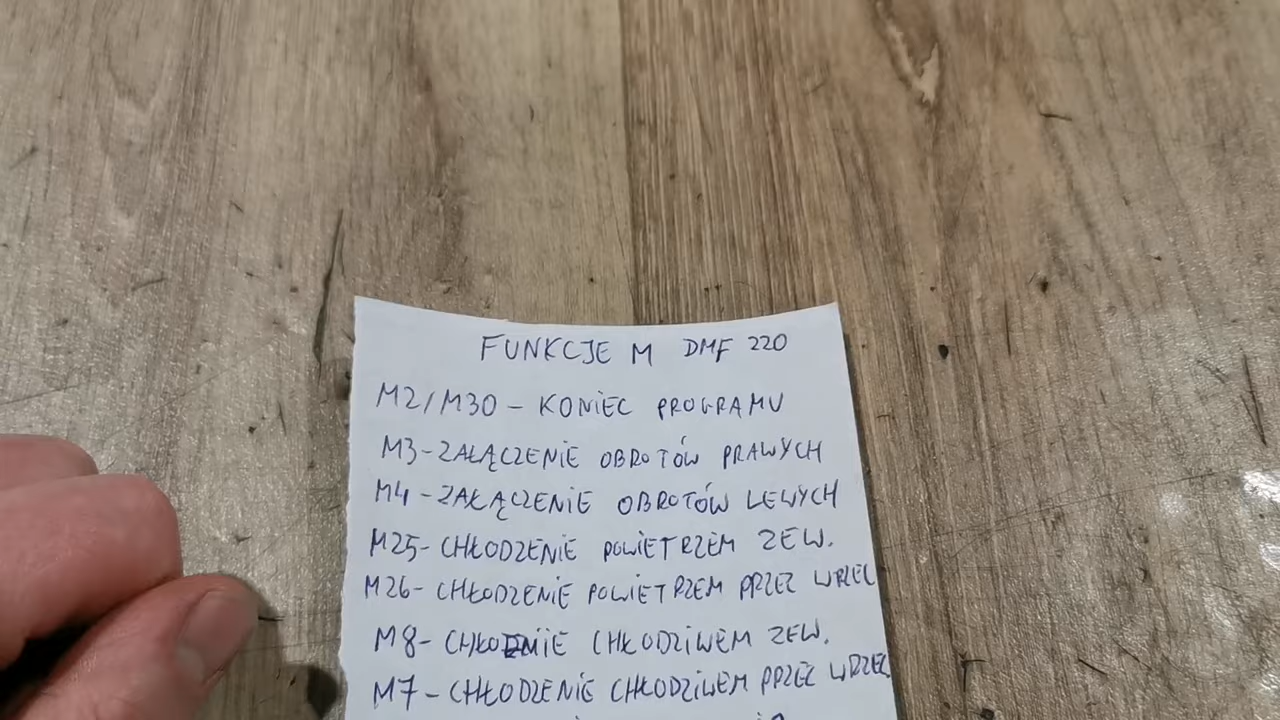 FUNKCJE M DMF 220
M2/M30 - KONIEC PROGRAMU
M3-ZAŁĄCZENIE OBROTÓW PRAWYCH
M4-ZAŁĄCZENIE OBROTÓW LEWYCH
M25-CHŁODZENIE POWIETRZEM ZEW.
M26-CHŁODZENIE POWIETRZEM PRZEZ WRZEC
M8-CHŁODZNIE CHŁODZIWEM ZEW.
M7-CHŁODZENIE CHŁODZIWEM PRZEZ WRZEC